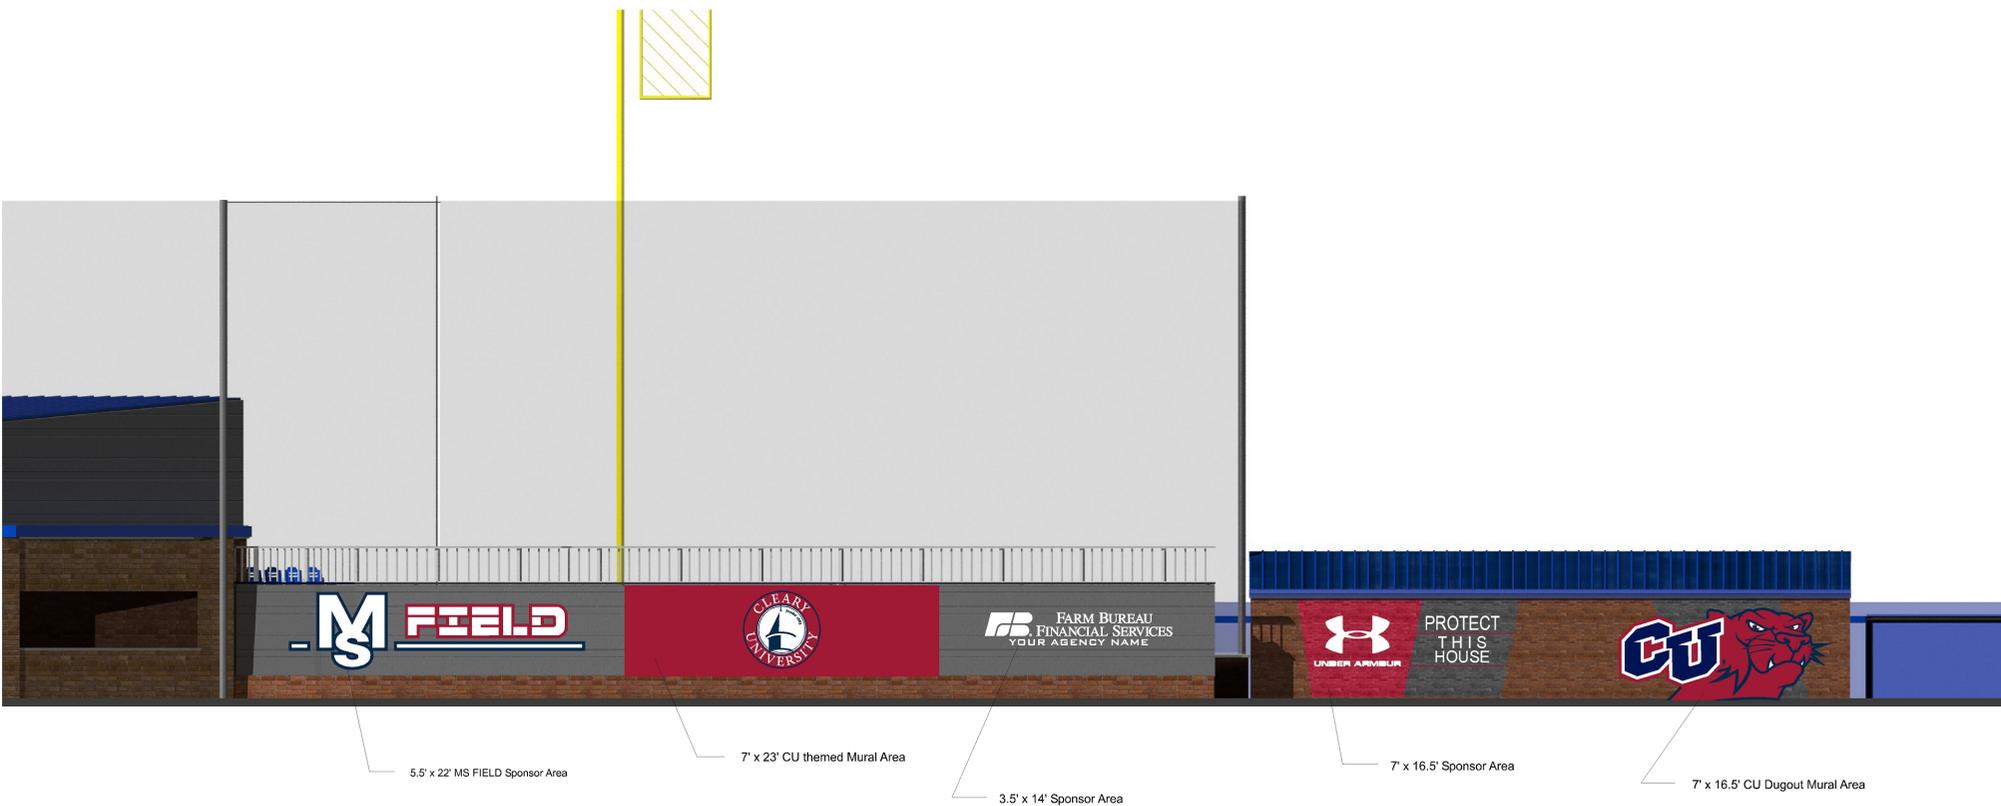 MS FIELD
CLEARY
UNIVERSITY
FARM BUREAU
FINANCIAL SERVICES
YOUR AGENCY NAME
UNDER ARMOUR
PROTECT
THIS
HOUSE
CU
5.5' x 22' MS FIELD Sponsor Area
7' x 23' CU themed Mural Area
3.5' x 14' Sponsor Area
7' x 16.5' Sponsor Area
7' x 16.5' CU Dugout Mural Area